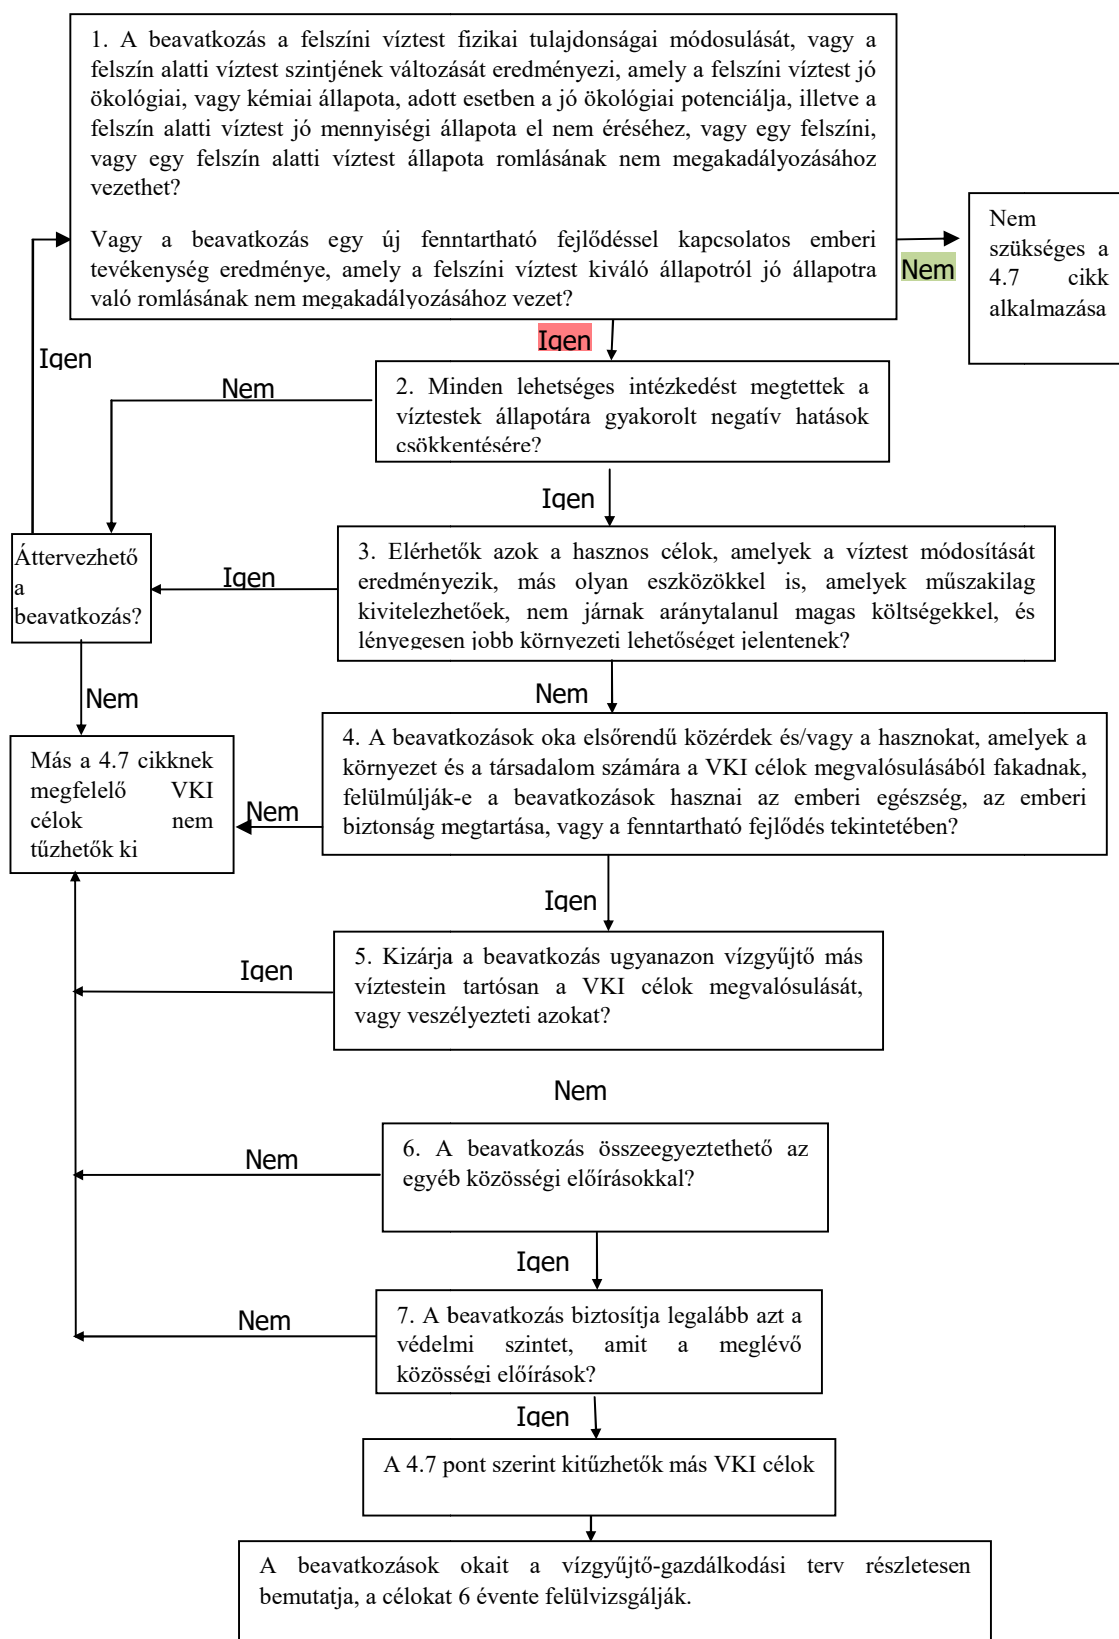 1. A beavatkozás a felszíni víztest fizikai tulajdonságai módosulását, vagy a
felszín alatti víztest szintjének változását eredményezi, amely a felszíni víztest jó
ökológiai, vagy kémiai állapota, adott esetben a jó ökológiai potenciálja, illetve a
felszín alatti víztest jó mennyiségi állapota el nem éréséhez, vagy egy felszíni,
vagy egy felszín alatti víztest állapota romlásának nem megakadályozásához
vezethet?
Vagy a beavatkozás egy új fenntartható fejlődéssel kapcsolatos emberi
tevékenység eredménye, amely a felszíni víztest kiváló állapotról jó állapotra
való romlásának nem megakadályozásához vezet?
Nem
Nem
szükséges a
4.7 cikk
alkalmazása
Igen
Igen
Nem
2. Minden lehetséges intézkedést megtettek a
víztestek állapotára gyakorolt negatív hatások
csökkentésére?
Igen
Áttervezhető
a
beavatkozás?
Igen
3. Elérhetők azok a hasznos célok, amelyek a víztest módosítását
eredményezik, más olyan eszközökkel is, amelyek műszakilag
kivitelezhetőek, nem járnak aránytalanul magas költségekkel, és
lényegesen jobb környezeti lehetőséget jelentenek?
Nem
Nem
Más a 4.7 cikknek
megfelelő VKI
célok nem
tűzhetők ki
Nem
4. A beavatkozások oka elsőrendű közérdek és/vagy a hasznokat, amelyek a
környezet és a társadalom számára a VKI célok megvalósulásából fakadnak,
felülmúlják-e a beavatkozások hasznai az emberi egészség, az emberi
biztonság megtartása, vagy a fenntartható fejlődés tekintetében?
Igen
Igen
5. Kizárja a beavatkozás ugyanazon vízgyűjtő más
víztestein tartósan a VKI célok megvalósulását,
vagy veszélyezteti azokat?
Nem
Nem
6. A beavatkozás összeegyeztethető az
egyéb közösségi előírásokkal?
Igen
Nem
7. A beavatkozás biztosítja legalább azt a
védelmi szintet, amit a meglévő
közösségi előírások?
Igen
A 4.7 pont szerint kitűzhetők más VKI célok
A beavatkozások okait a vízgyűjtő-gazdálkodási terv részletesen
bemutatja, a célokat 6 évente felülvizsgálják.